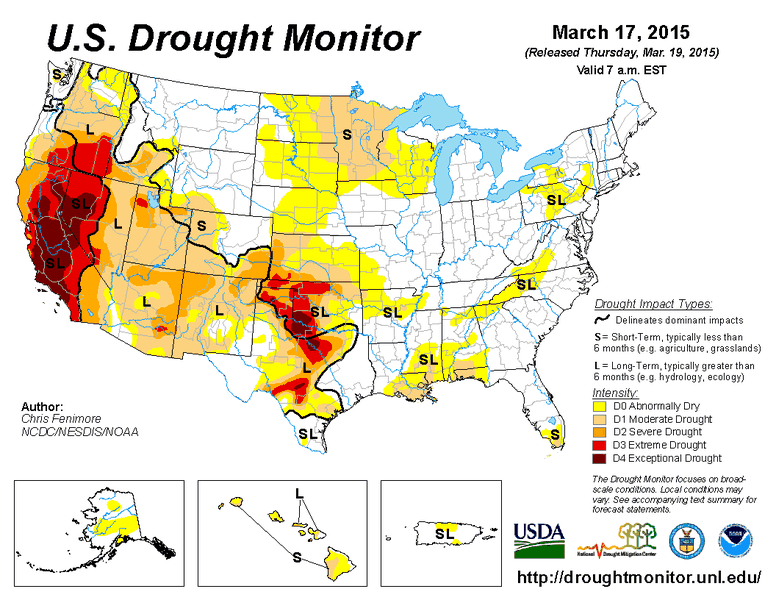 U.S. Drought Monitor
March 17, 2015
(Released Thursday, Mar. 19, 2015)
Valid 7 a.m. EST
S
L
S
SL
L
S
SL
SL
SL
L
L
SL
SL
SL
L
SL
S
Drought Impact Types:
Delineates dominant impacts
S = Short-Term, typically less than
6 months (e.g. agriculture, grasslands)
L = Long-Term, typically greater than
6 months (e.g. hydrology, ecology)
Intensity:
D0 Abnormally Dry
D1 Moderate Drought
D2 Severe Drought
D3 Extreme Drought
D4 Exceptional Drought
Author:
Chris Fenimore
NCDC/NESDIS/NOAA
The Drought Monitor focuses on broad-
scale conditions. Local conditions may
vary. See accompanying text summary for
forecast statements.
L
S
SL
USDA
National Drought Mitigation Center
http://droughtmonitor.unl.edu/